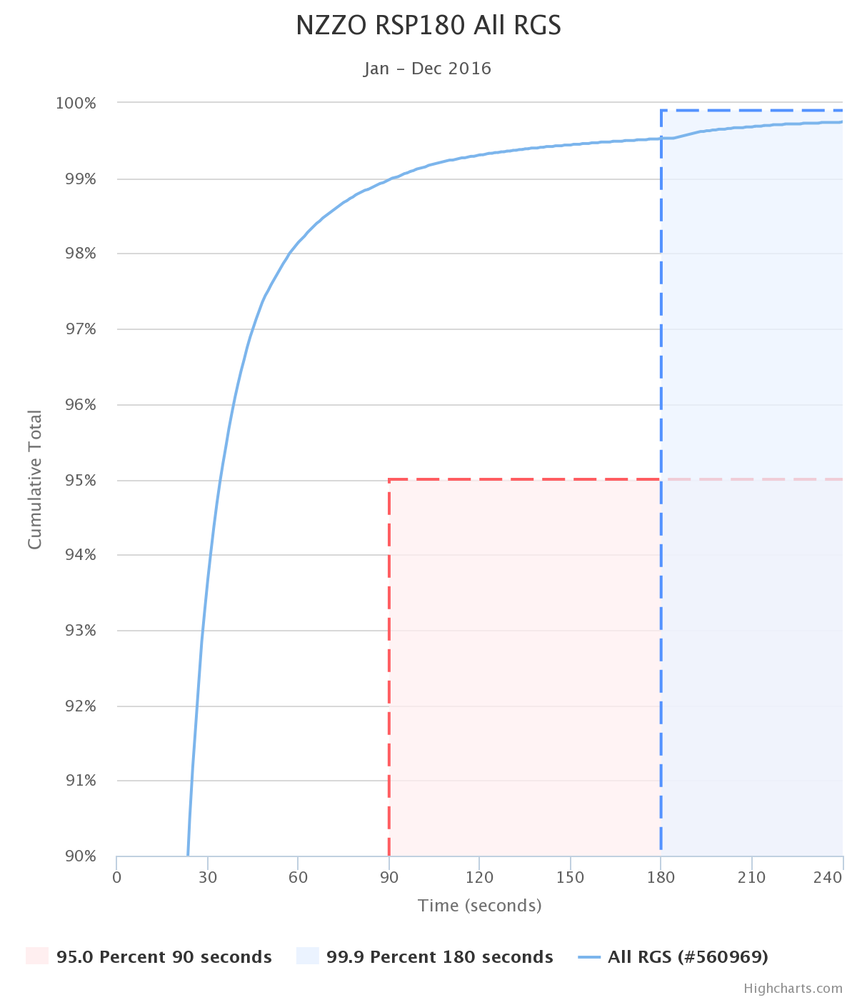 NZZO RSP180 All RGS
Jan – Dec 2016
100%
99%
98%
97%
96%
95%
94%
93%
92%
91%
90%
Cumulative Total
0 30 60 90 120 150 180 210 240
Time (seconds)
95.0 Percent 90 seconds 99.9 Percent 180 seconds All RGS (#560969)
Highcharts.com